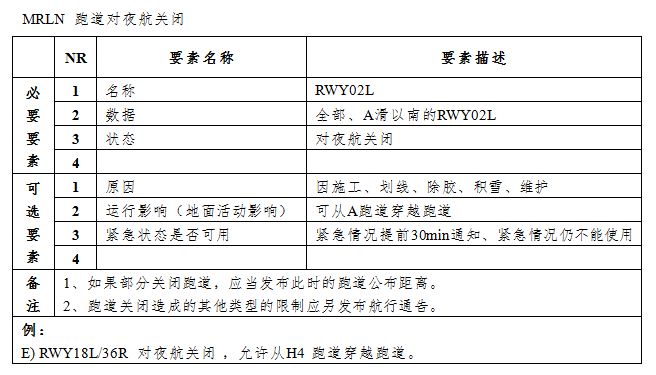 MRLN 跑道对夜航关闭
NR 要素名称 要素描述
必要要素
1 名称 RWY02L
2 数据 全部、A滑以南的RWY02L
3 状态 对夜航关闭
4
可选要素
1 原因 因施工、划线、除胶、积雪、维护
2 运行影响（地面活动影响） 可从A跑道穿越跑道
3 紧急状态是否可用 紧急情况提前30min通知、紧急情况仍不能使用
4
备注
1、如果部分关闭跑道，应当发布此时的跑道公布距离。
2、跑道关闭造成的其他类型的限制应另发布航行通告。
例：
E) RWY18L/36R 对夜航关闭 ，允许从H4 跑道穿越跑道。